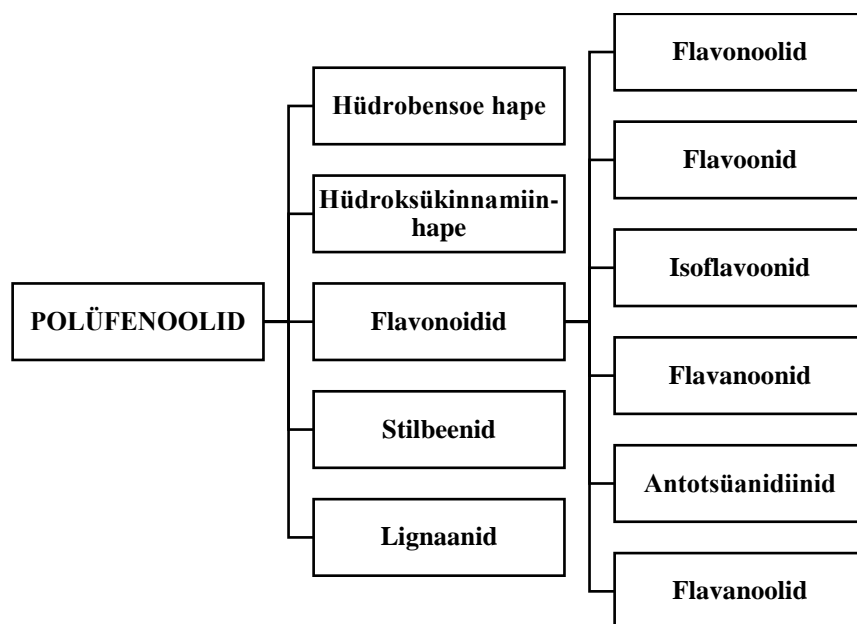 POLÜFENOOLID
Hüdrobensoe hape
Hüdroksükinnamiin-
hape
Flavonoidid
Stilbeenid
Lignaanid
Flavonoolid
Flavoonid
Isoflavoonid
Flavanoonid
Antotsüanidiinid
Flavanoolid